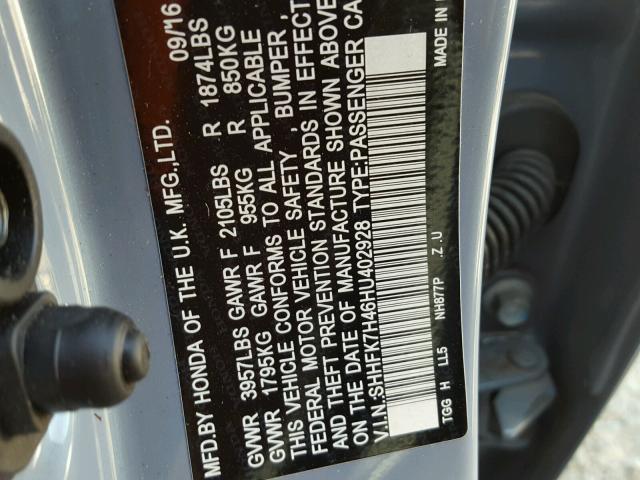 MFD.BY HONDA OF THE U.K. MFG.,LTD. 09/16
GVWR 3957LBS GAWR F 2105LBS R 1874LBS
GVWR 1795KG GAWR F 955KG R 850KG
THIS VEHICLE CONFORMS TO ALL APPLICABLE
FEDERAL MOTOR VEHICLE SAFETY , BUMPER ,
AND THEFT PREVENTION STANDARDS IN EFFECT
ON THE DATE OF MANUFACTURE SHOWN ABOVE
V.I.N.:SHHFK7H46HU402928 TYPE:PASSENGER CA
TGG H LL5 NH877P .Z .U MADE IN